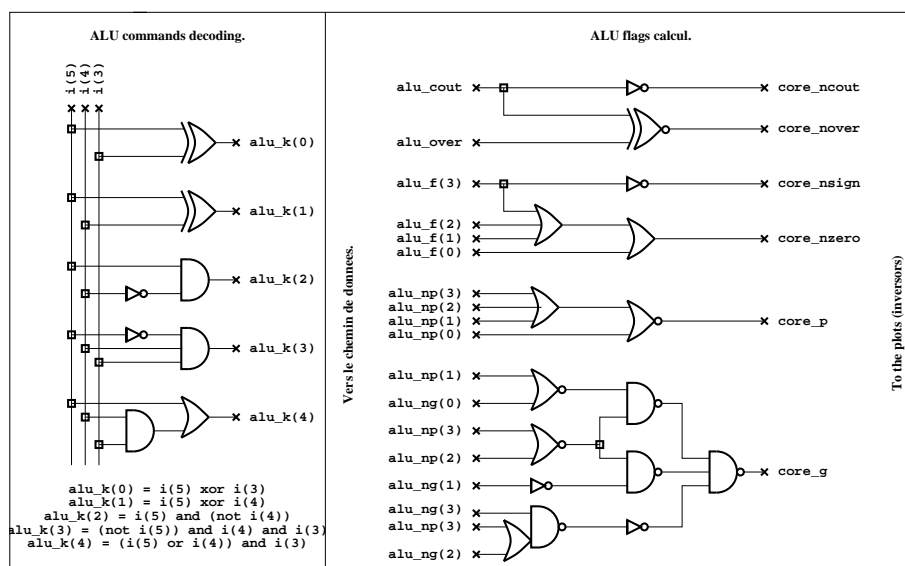 ALU commands decoding.
i(5)
i(4)
i(3)
alu_k(0)
alu_k(1)
alu_k(2)
alu_k(3)
alu_k(4)
alu_k(0) = i(5) xor i(3)
alu_k(1) = i(5) xor i(4)
alu_k(2) = i(5) and (not i(4))
alu_k(3) = (not i(5)) and i(4) and i(3)
alu_k(4) = (i(5) or i(4)) and i(3)
Vers le chemin de donnees.
ALU flags calcul.
alu_cout
core_ncout
core_nover
alu_over
alu_f(3)
core_nsign
alu_f(2)
alu_f(1)
core_nzero
alu_f(0)
alu_np(3)
alu_np(2)
alu_np(1)
core_p
alu_np(0)
alu_np(1)
alu_ng(0)
alu_np(3)
alu_np(2)
core_g
alu_ng(1)
alu_ng(3)
alu_np(3)
alu_ng(2)
To the plots (inversors)